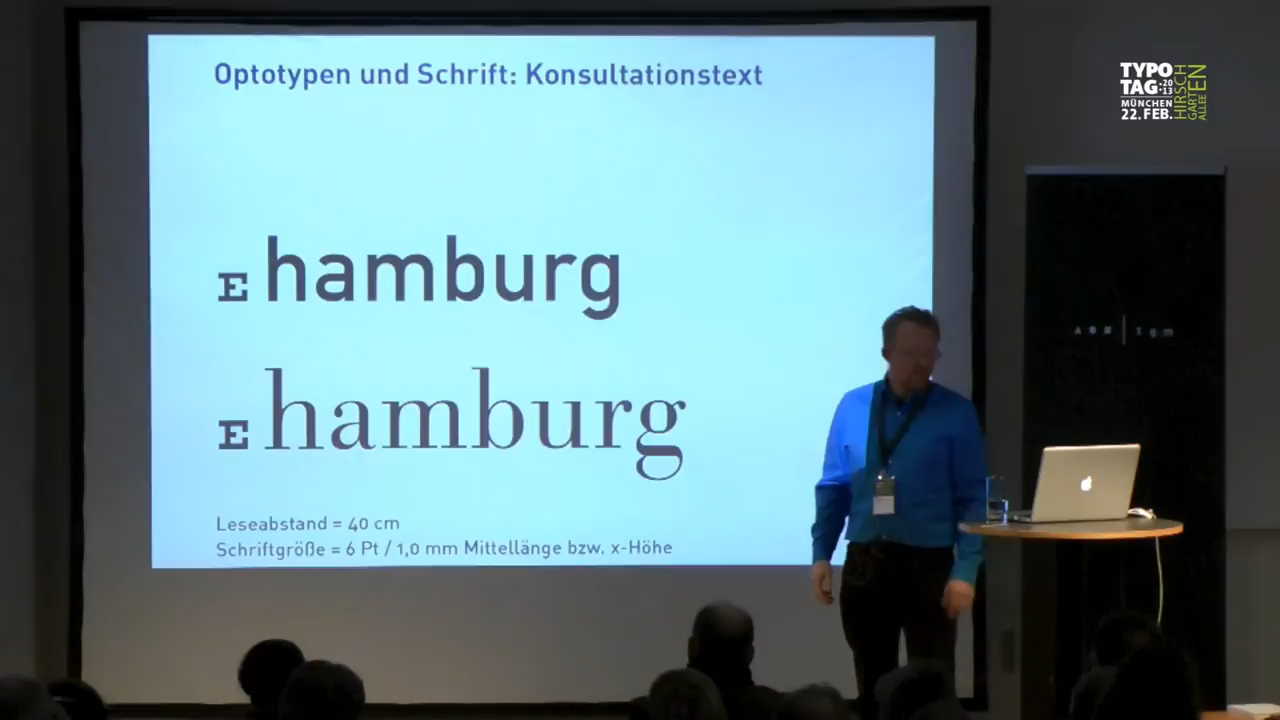 Optotypen und Schrift: Konsultationstext
E hamburg
E hamburg
Leseabstand = 40 cm
Schriftgröße = 6 Pt / 1,0 mm Mittellänge bzw. x-Höhe
TYPO
TAG:20
13
MÜNCHEN
22. FEB.
HIRSCH
GARTEN
ALLEE
tgm